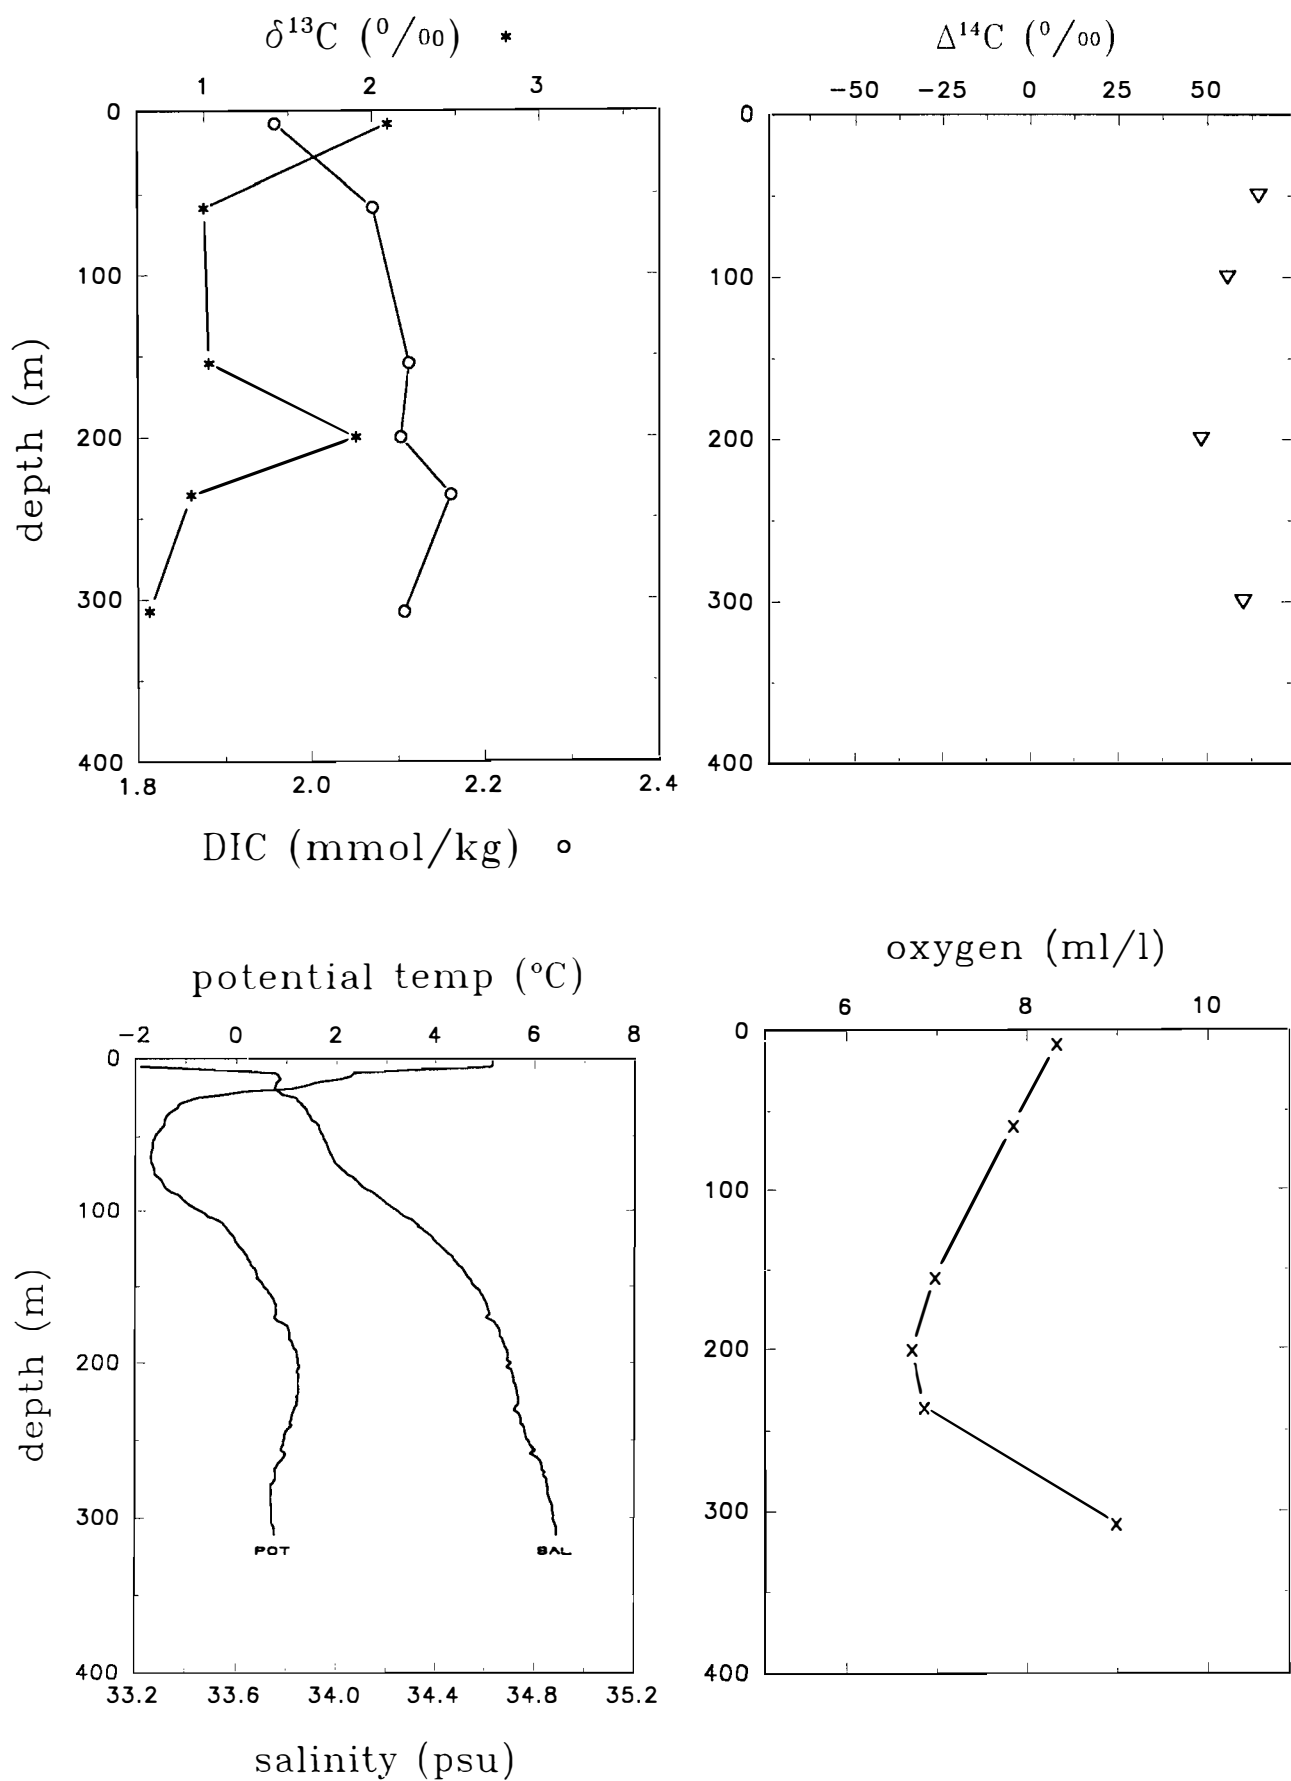 δ¹³C (⁰/₀₀) *
1 2 3
0
100
200
300
400
depth (m)
1.8 2.0 2.2 2.4
DIC (mmol/kg) o
Δ¹⁴C (⁰/₀₀)
−50 −25 0 25 50
0
100
200
300
400
potential temp (°C)
−2 0 2 4 6 8
0
100
200
300
400
depth (m)
POT SAL
33.2 33.6 34.0 34.4 34.8 35.2
salinity (psu)
oxygen (ml/l)
6 8 10
0
100
200
300
400